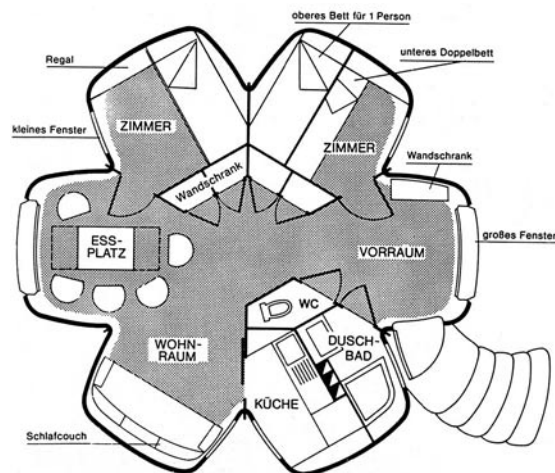 oberes Bett für 1 Person
Regal
unteres Doppelbett
ZIMMER
kleines Fenster
ZIMMER
Wandschrank
Wandschrank
ESS-
PLATZ
VORRAUM
großes Fenster
WC
WOHN-
RAUM
DUSCH-
BAD
KÜCHE
Schlafcouch